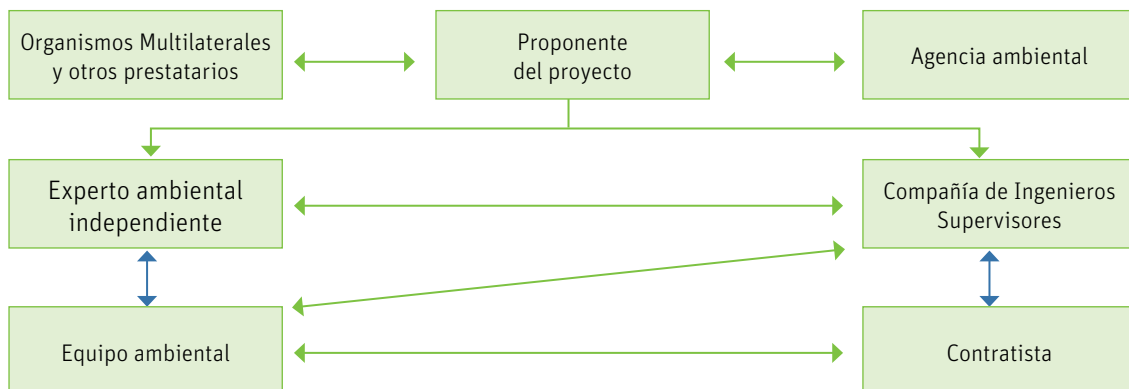 Organismos Multilaterales
y otros prestatarios
Proponente
del proyecto
Agencia ambiental
Experto ambiental
independiente
Compañía de Ingenieros
Supervisores
Equipo ambiental
Contratista